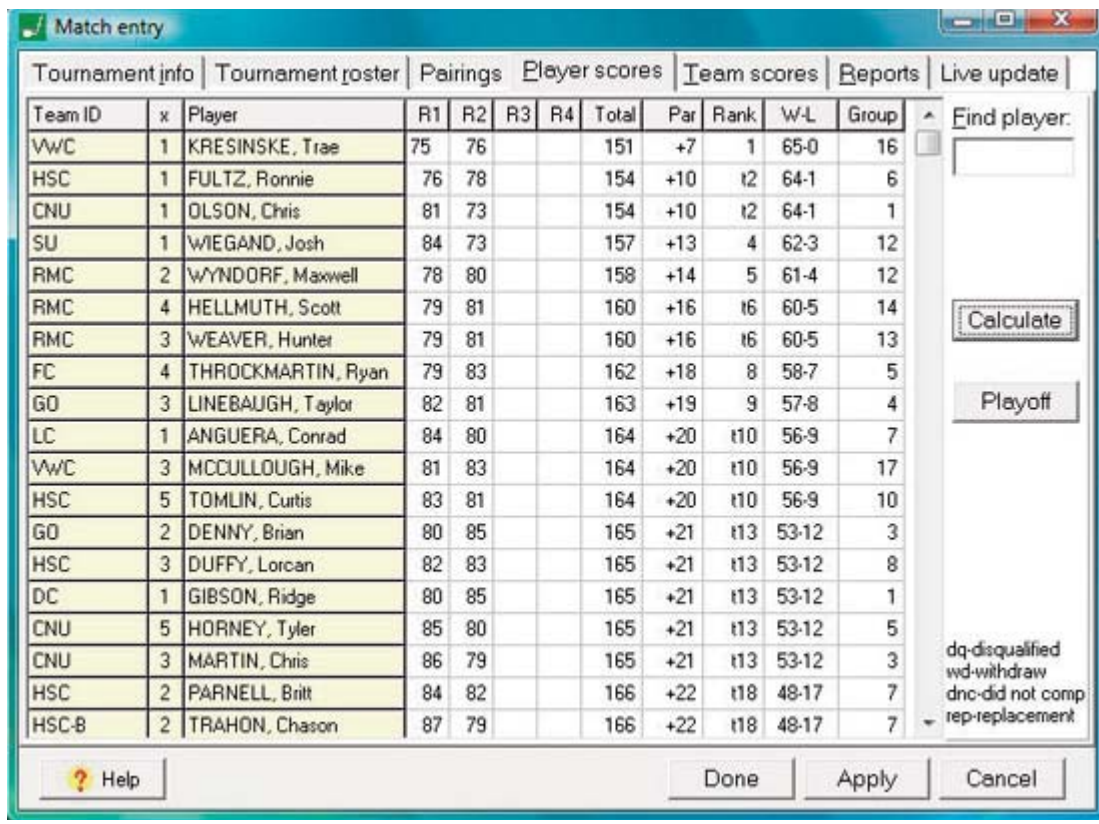 Match entry
Tournament info Tournament roster Pairings Player scores Team scores Reports Live update
Team ID x Player R1 R2 R3 R4 Total Par Rank W-L Group
Find player:
VWC 1 KRESINSKE, Trae 75 76 151 +7 1 65-0 16
HSC 1 FULTZ, Ronnie 76 78 154 +10 t2 64-1 6
CNU 1 OLSON, Chris 81 73 154 +10 t2 64-1 1
SU 1 WIEGAND, Josh 84 73 157 +13 4 62-3 12
RMC 2 WYNDORF, Maxwell 78 80 158 +14 5 61-4 12
RMC 4 HELLMUTH, Scott 79 81 160 +16 t6 60-5 14
Calculate
RMC 3 WEAVER, Hunter 79 81 160 +16 t6 60-5 13
FC 4 THROCKMARTIN, Ryan 79 83 162 +18 8 58-7 5
GO 3 LINEBAUGH, Taylor 82 81 163 +19 9 57-8 4
Playoff
LC 1 ANGUERA, Conrad 84 80 164 +20 t10 56-9 7
VWC 3 MCCULLOUGH, Mike 81 83 164 +20 t10 56-9 17
HSC 5 TOMLIN, Curtis 83 81 164 +20 t10 56-9 10
GO 2 DENNY, Brian 80 85 165 +21 t13 53-12 3
HSC 3 DUFFY, Lorcan 82 83 165 +21 t13 53-12 8
DC 1 GIBSON, Ridge 80 85 165 +21 t13 53-12 1
CNU 5 HORNEY, Tyler 85 80 165 +21 t13 53-12 5
CNU 3 MARTIN, Chris 86 79 165 +21 t13 53-12 3
HSC 2 PARNELL, Britt 84 82 166 +22 t18 48-17 7
HSC-B 2 TRAHON, Chason 87 79 166 +22 t18 48-17 7
dq-disqualified
wd-withdraw
dnc-did not comp
rep-replacement
? Help Done Apply Cancel